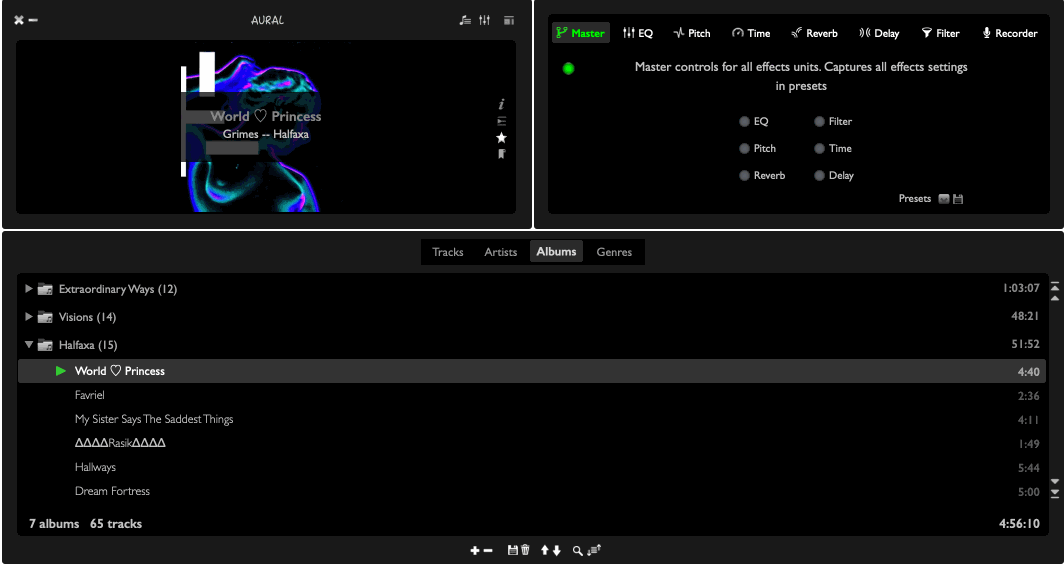 AURAL
World ♡ Princess
Grimes -- Halfaxa
i
Master EQ Pitch Time Reverb Delay Filter Recorder
Master controls for all effects units. Captures all effects settings
in presets
EQ Filter
Pitch Time
Reverb Delay
Presets
Tracks Artists Albums Genres
Extraordinary Ways (12) 1:03:07
Visions (14) 48:21
Halfaxa (15) 51:52
World ♡ Princess 4:40
Favriel 2:36
My Sister Says The Saddest Things 4:11
∆∆∆∆Rasik∆∆∆∆ 1:49
Hallways 5:44
Dream Fortress 5:00
7 albums 65 tracks 4:56:10